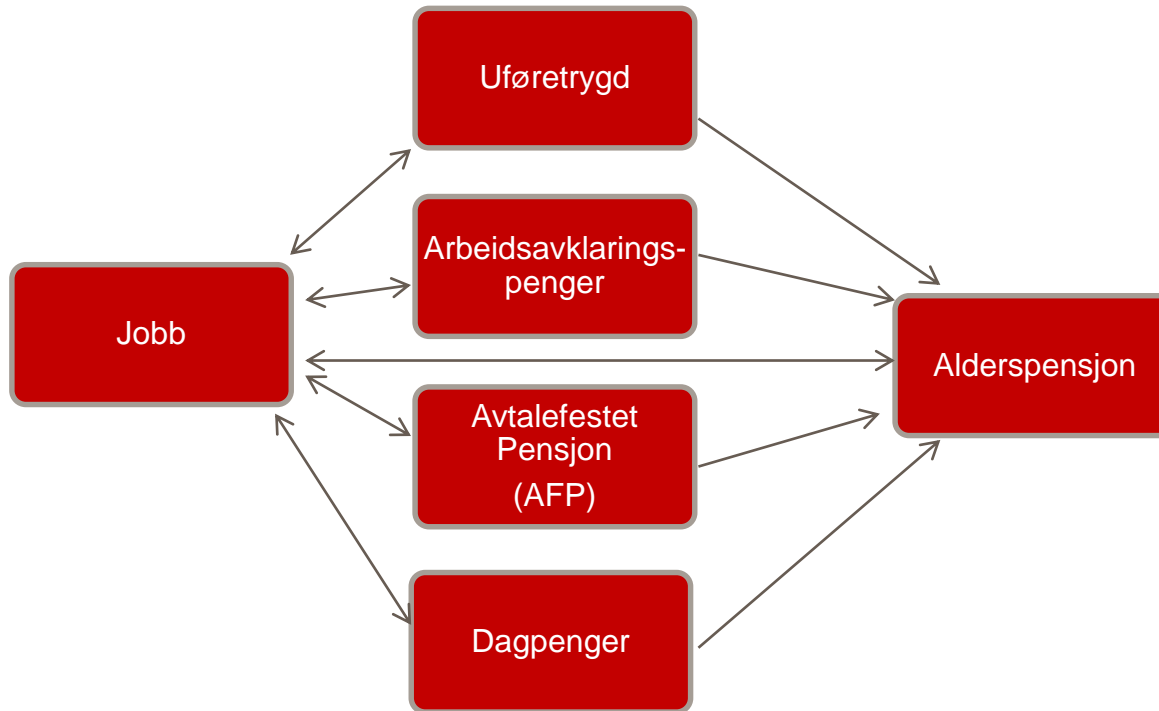 Uføretrygd
Arbeidsavklarings-
penger
Jobb
Alderspensjon
Avtalefestet
Pensjon
(AFP)
Dagpenger